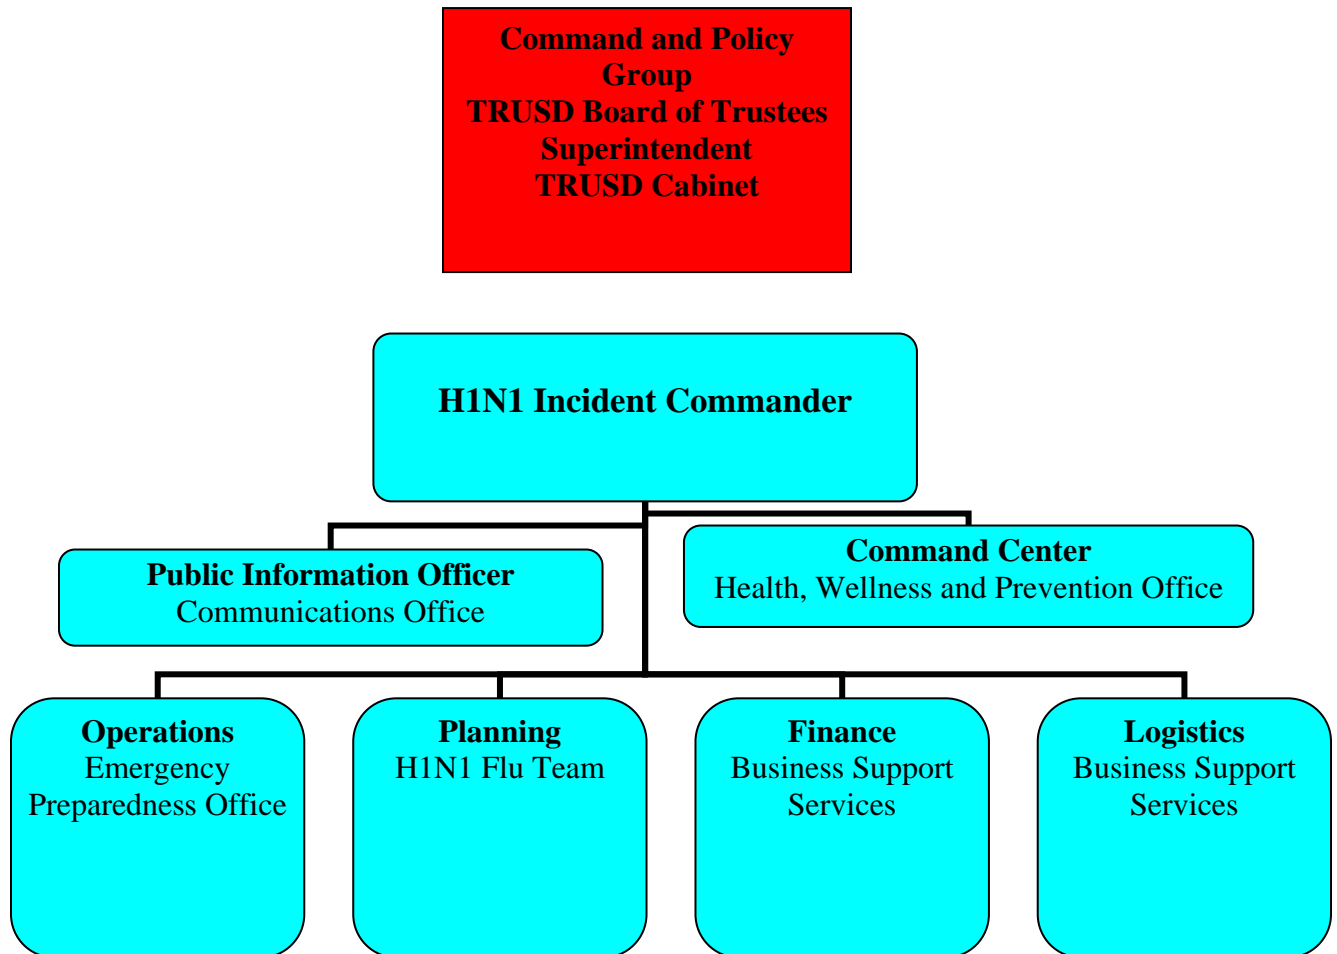 Command and Policy
Group
TRUSD Board of Trustees
Superintendent
TRUSD Cabinet
H1N1 Incident Commander
Public Information Officer
Communications Office
Command Center
Health, Wellness and Prevention Office
Operations
Emergency
Preparedness Office
Planning
H1N1 Flu Team
Finance
Business Support
Services
Logistics
Business Support
Services